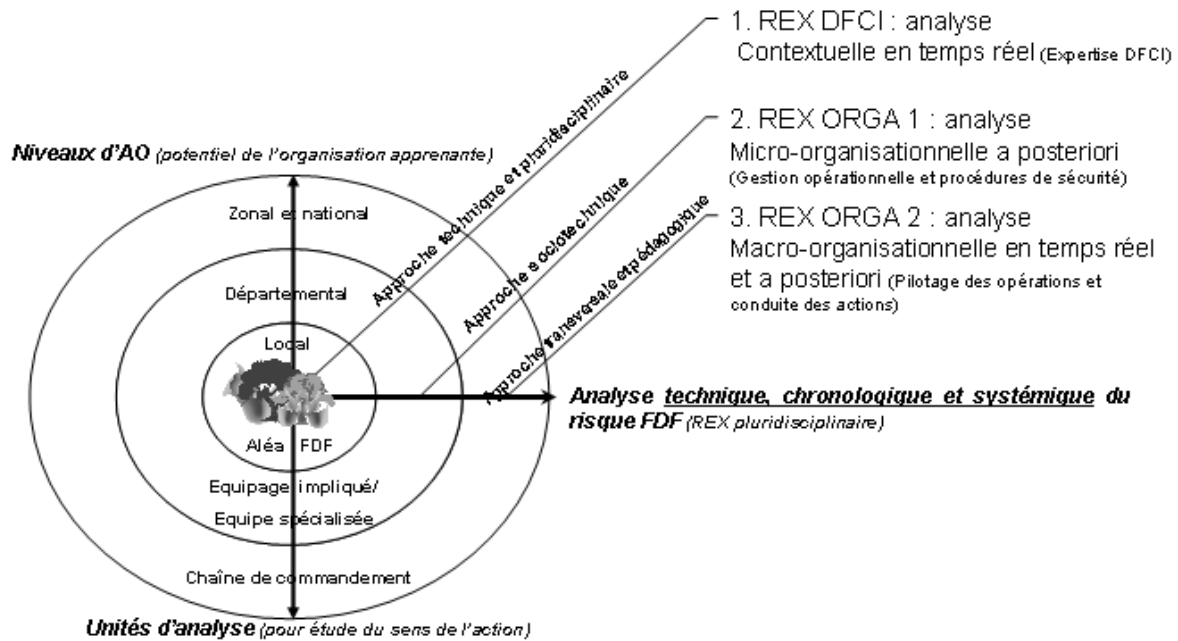 1. REX DFCI : analyse
Contextuelle en temps réel (Expertise DFCI)
2. REX ORGA 1 : analyse
Micro-organisationnelle a posteriori
(Gestion opérationnelle et procédures de sécurité)
3. REX ORGA 2 : analyse
Macro-organisationnelle en temps réel
et a posteriori (Pilotage des opérations et
conduite des actions)
Approche technique et pluridisciplinaire
Approche sociotechnique
Approche transversale et pédagogique
Niveaux d'AO (potentiel de l'organisation apprenante)
Zonal et national
Départemental
Local
Aléa FDF
Equipage impliqué/
Equipe spécialisée
Chaîne de commandement
Analyse technique, chronologique et systémique du
risque FDF (REX pluridisciplinaire)
Unités d'analyse (pour étude du sens de l'action)